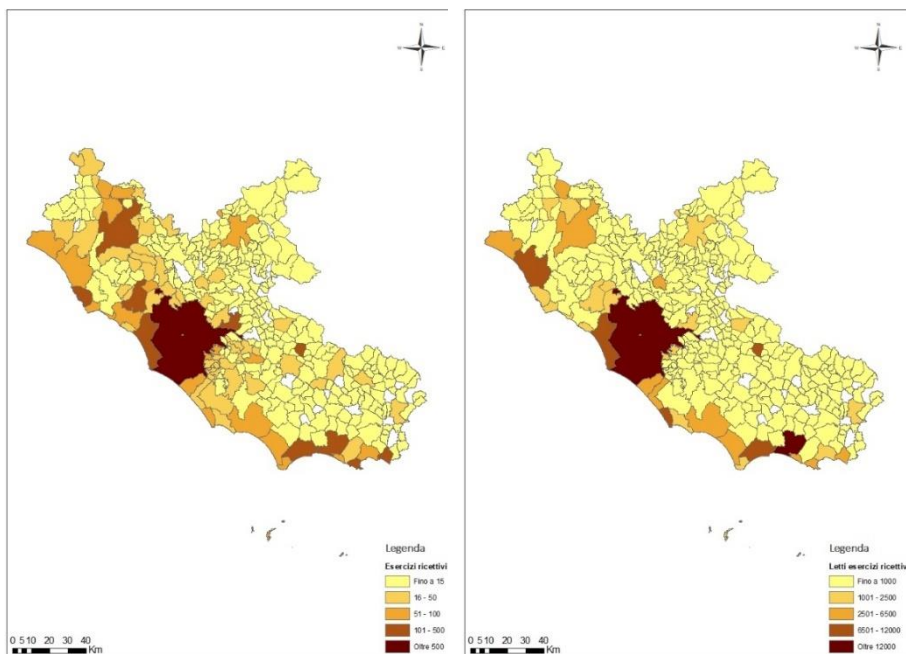 N
W E
S
Legenda
Esercizi ricettivi
Fino a 15
16 - 50
51 - 100
101 - 500
Oltre 500
0 5 10 20 30 40
Km
N
W E
S
Legenda
Letti esercizi ricettivi
Fino a 1000
1001 - 2500
2501 - 6500
6501 - 12000
Oltre 12000
0 5 10 20 30 40
Km